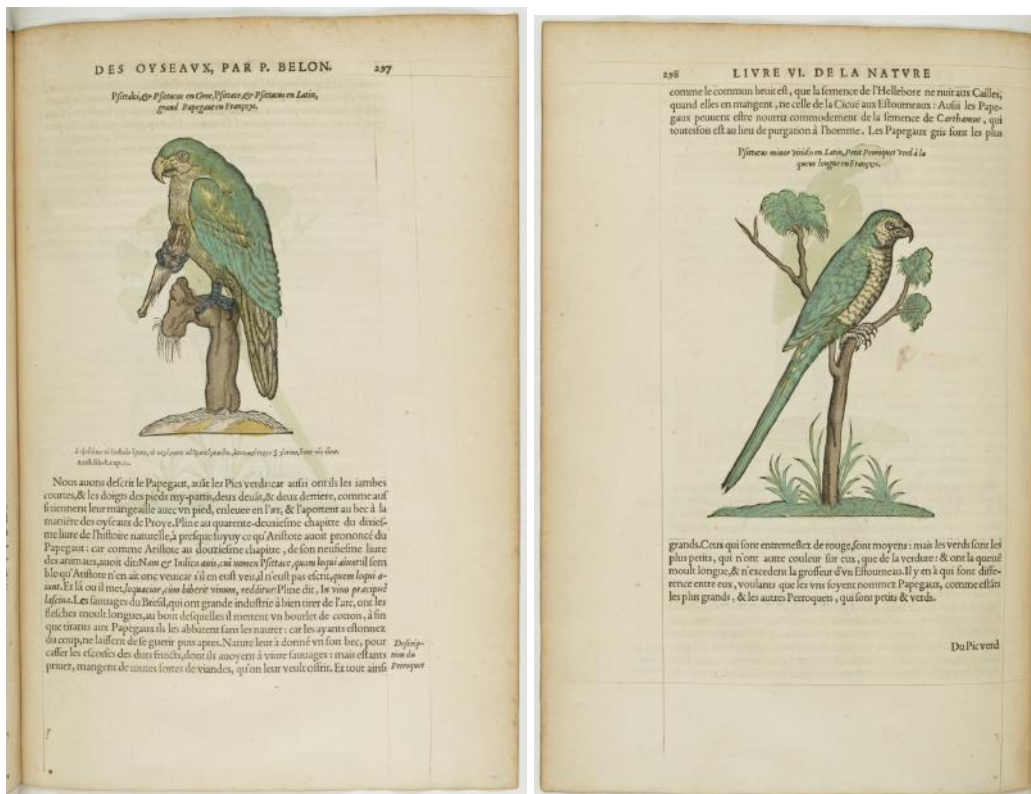 DES OYSEAVX, PAR P. BELON. 297
Psittaki, & Psittacos en Grec, Psittace, & Psittacus en Latin,
grand Papegaut en Françoys.
Nous auons descrit le Papegaut, auāt les Pics verds: car aussi ont ils les iambes
courtes, & les doigts des pieds my-partis, deux deuāt, & deux derriere, comme aus
si tiennent leur mangeaille auec vn pied, enleuee en l'ær, & l'aportent au bec à la
maniere des oyseaux de Proye. Pline au quarente-deuxiesme chapitre du dixies-
me liure de l'histoire naturelle, à presque suyuy ce qu'Aristote auoit prononcé du
Papegaut: car comme Aristote au douziesme chapitre, de son neufiesme liure
des animaux, auoit dit: Nam & Indica auis, cui nomen Psittace, quam loqui aiunt: il sem
ble qu'Aristote n'en ait onc veu: car s'il en eust veu, il n'eust pas escrit, quem loqui a-
iunt. Et là ou il met, loquacior, cùm biberit vinum, redditur: Pline dit, In vino præcipuè
lasciua. Les sauuages du Bresil, qui ont grande industrie à bien tirer de l'arc, ont les
flesches moult longues, au bout desquelles il mettent vn bourlet de cotton, à fin
que tirants aux Papegaux ils les abbatent sans les naurer: car les ayants estonnez
du coup, ne laissent de se guerir puis apres. Nature leur à donné vn fort bec, pour
casser les escorses des durs fruicts, dont ils auoyent à viure sauuages: mais estants
priuez, mangent de toutes sortes de viandes, qu'on leur veult offrir. Et tout ainsi
Descrip-
tion du
Perroquet
298 LIVRE VI. DE LA NATVRE
comme le commun bruit est, que la semence de l'Hellebore ne nuit aux Cailles,
quand elles en mangent, ne celle de la Cicuë aux Estourneaux: Aussi les Pape-
gaux peuuent estre nourriz commodement de la semence de Carthamus, qui
toutesfois est au lieu de purgation à l'homme. Les Papegaux gris sont les plus
Psittacus minor viridis en Latin, Petit Perroquet verd à la
queue longue en Françoys.
grands. Ceux qui sont entremeslez de rouge, sont moyens: mais les verds sont les
plus petits, qui n'ont autre couleur sur eux, que de la verdure: & ont la queuë
moult longue, & n'excedent la grosseur d'vn Estourneau. Il y en à qui font diffe-
rence entre eux, voulants que les vns soyent nommez Papegaux, comme estāts
les plus grands, & les autres Perroquets, qui sont petits & verds.
Du Pic verd